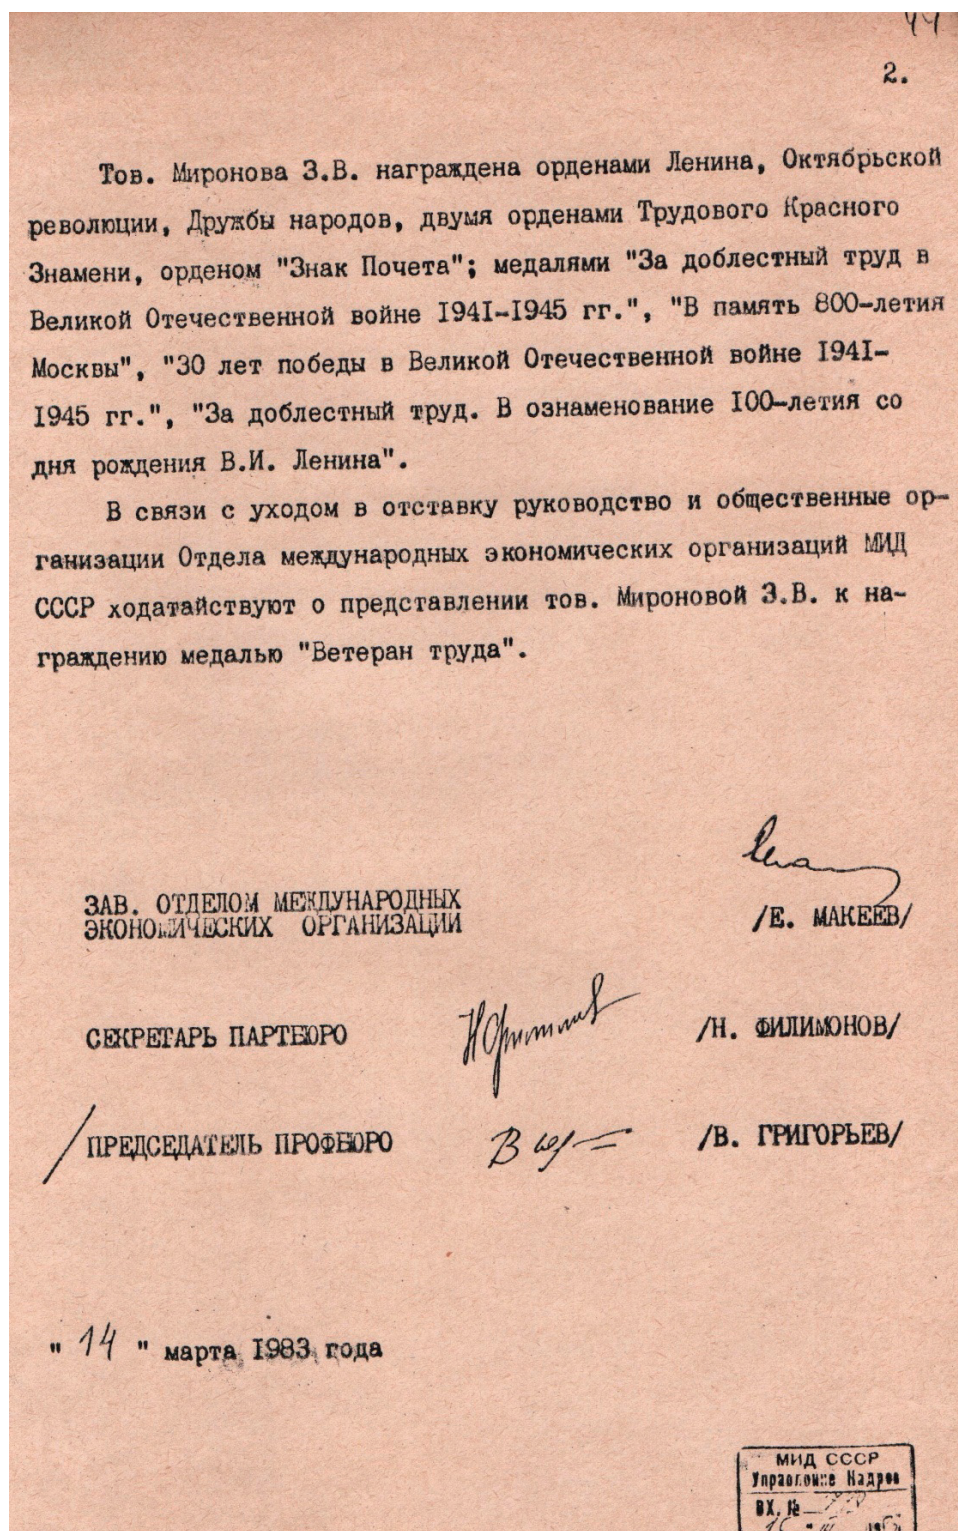 44
2.
Тов. Миронова З.В. награждена орденами Ленина, Октябрьской
революции, Дружбы народов, двумя орденами Трудового Красного
Знамени, орденом "Знак Почета"; медалями "За доблестный труд в
Великой Отечественной войне 1941-1945 гг.", "В память 800-летия
Москвы", "30 лет победы в Великой Отечественной войне 1941-
1945 гг.", "За доблестный труд. В ознаменование 100-летия со
дня рождения В.И. Ленина".
В связи с уходом в отставку руководство и общественные ор-
ганизации Отдела международных экономических организаций МИД
СССР ходатайствуют о представлении тов. Мироновой З.В. к на-
граждению медалью "Ветеран труда".
ЗАВ. ОТДЕЛОМ МЕЖДУНАРОДНЫХ
ЭКОНОМИЧЕСКИХ ОРГАНИЗАЦИИ
/Е. МАКЕЕВ/
СЕКРЕТАРЬ ПАРТБЮРО /Н. ФИЛИМОНОВ/
/ПРЕДСЕДАТЕЛЬ ПРОФБЮРО /В. ГРИГОРЬЕВ/
"14" марта 1983 года
МИД СССР
Управление Кадров
ВХ. №